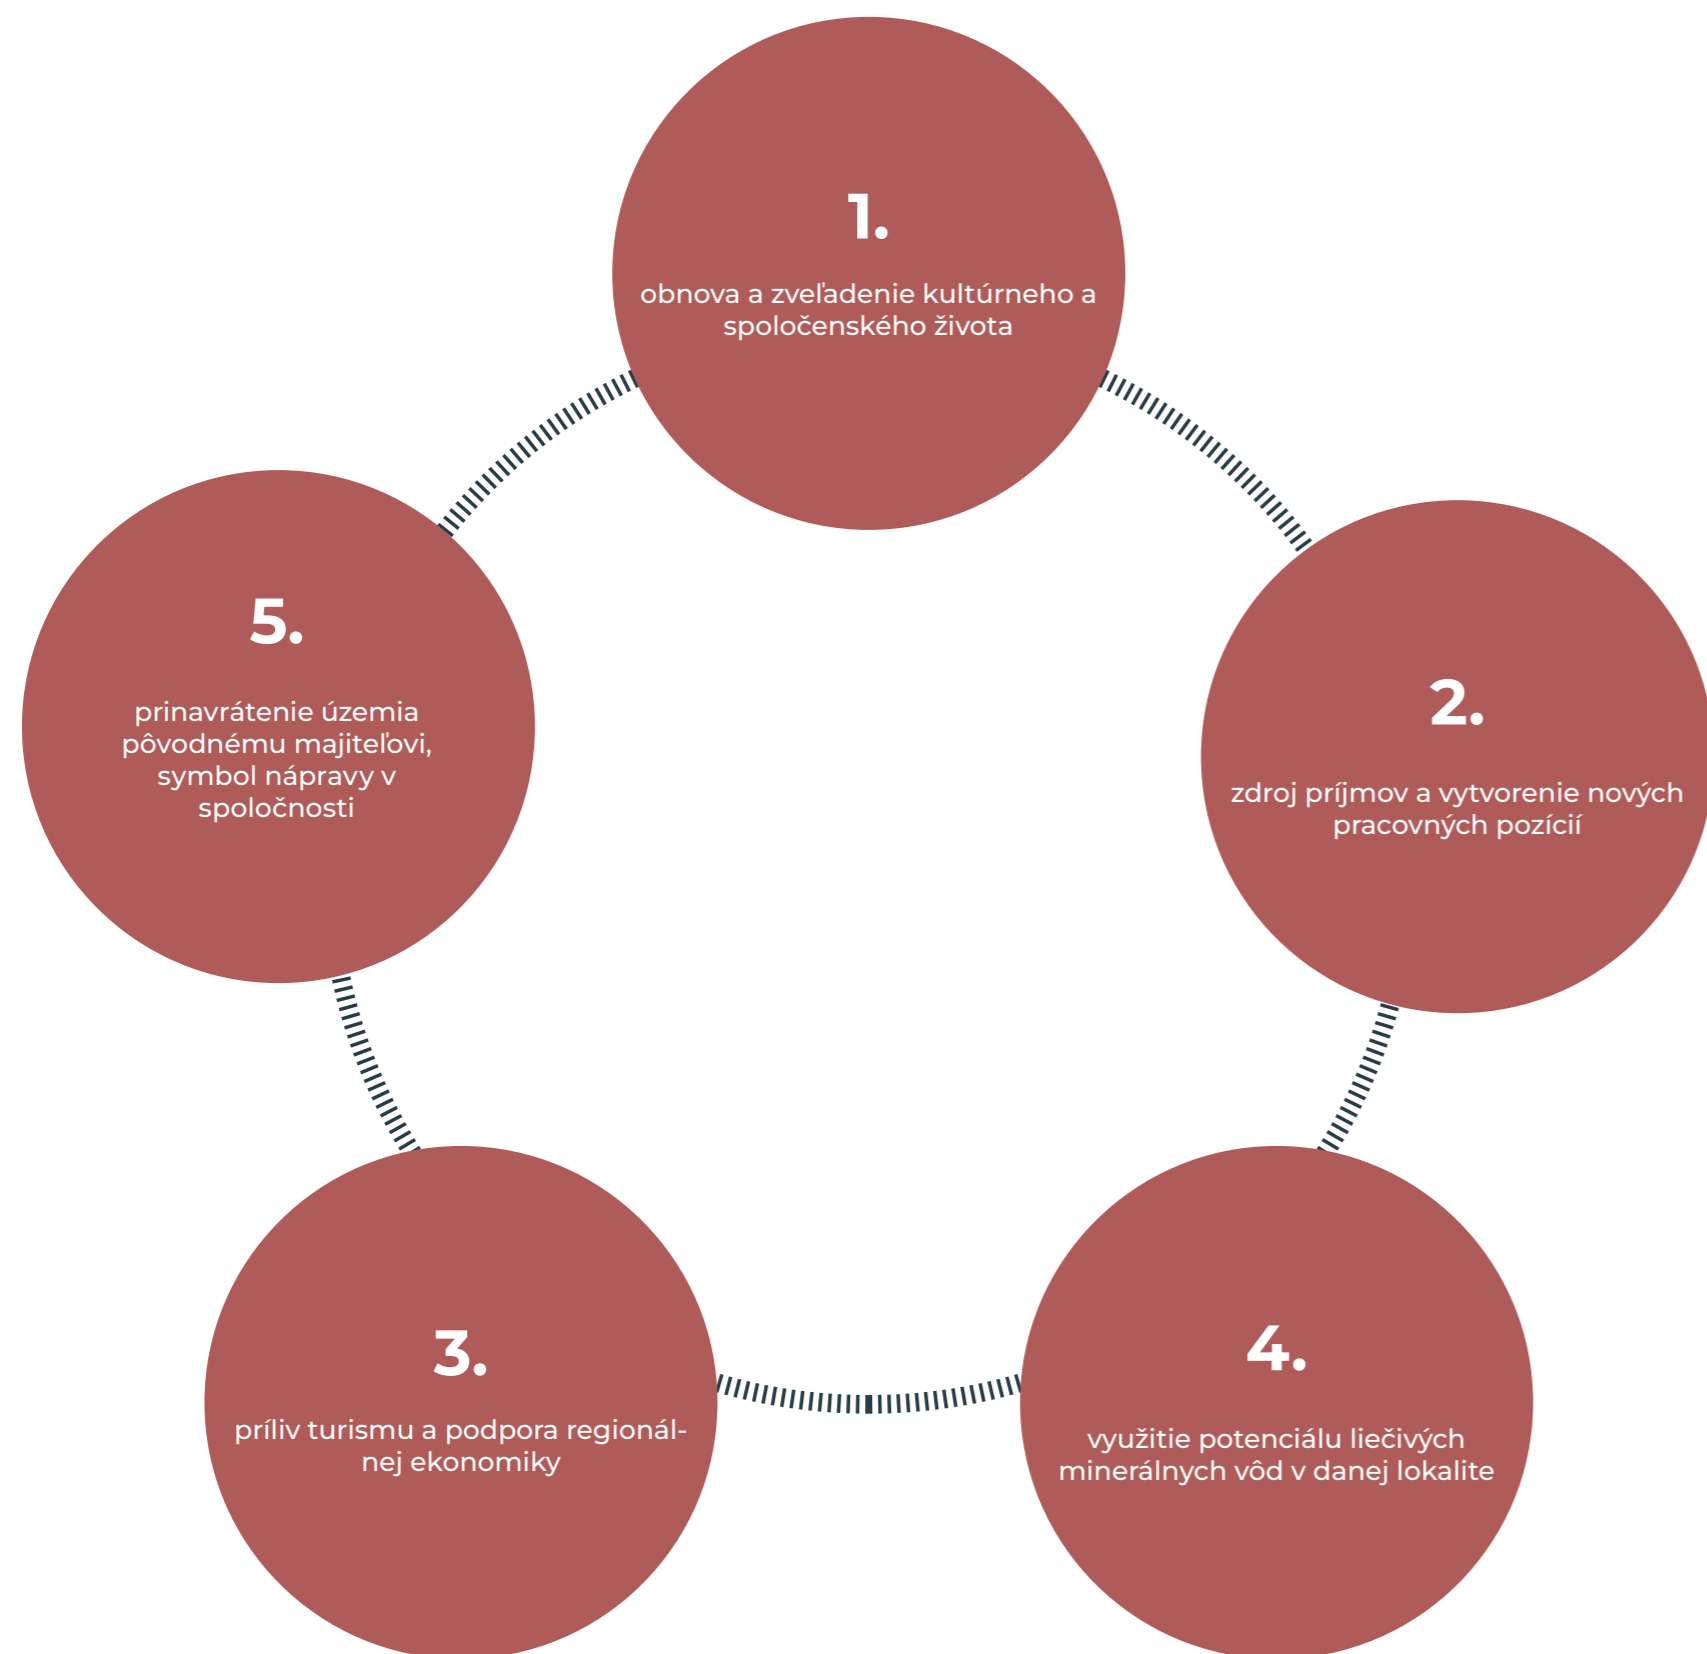 1.
obnova a zveľadenie kultúrneho a
spoločenského života
2.
zdroj príjmov a vytvorenie nových
pracovných pozícií
3.
príliv turismu a podpora regionál-
nej ekonomiky
4.
využitie potenciálu liečivých
minerálnych vôd v danej lokalite
5.
prinavrátenie územia
pôvodnému majiteľovi,
symbol nápravy v
spoločnosti